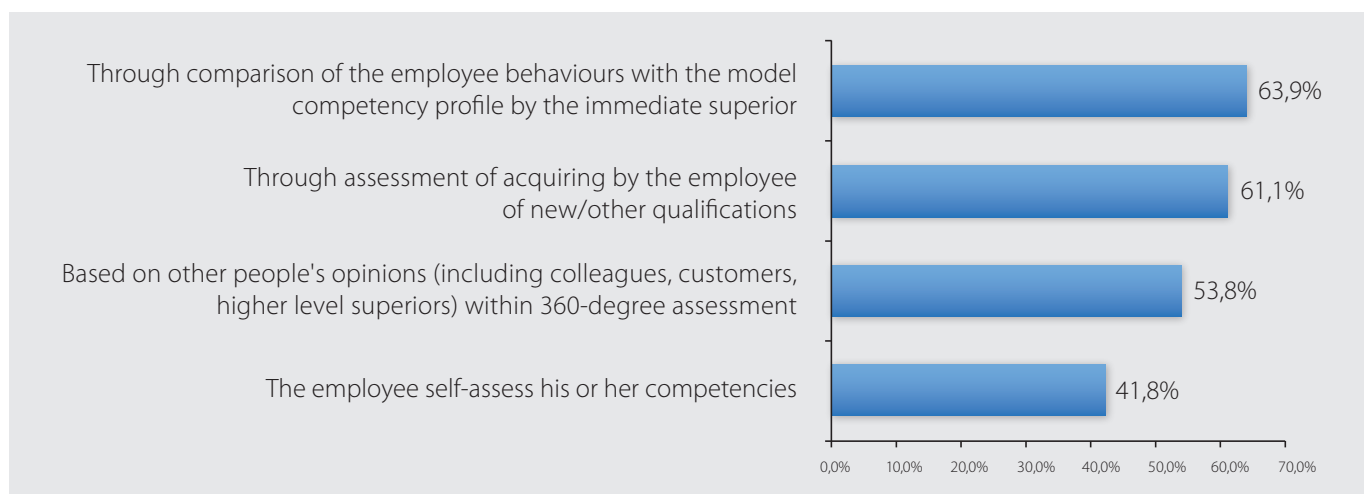 Through comparison of the employee behaviours with the model
competency profile by the immediate superior
63,9%
Through assessment of acquiring by the employee
of new/other qualifications
61,1%
Based on other people's opinions (including colleagues, customers,
higher level superiors) within 360-degree assessment
53,8%
The employee self-assess his or her competencies
41,8%
0,0% 10,0% 20,0% 30,0% 40,0% 50,0% 60,0% 70,0%